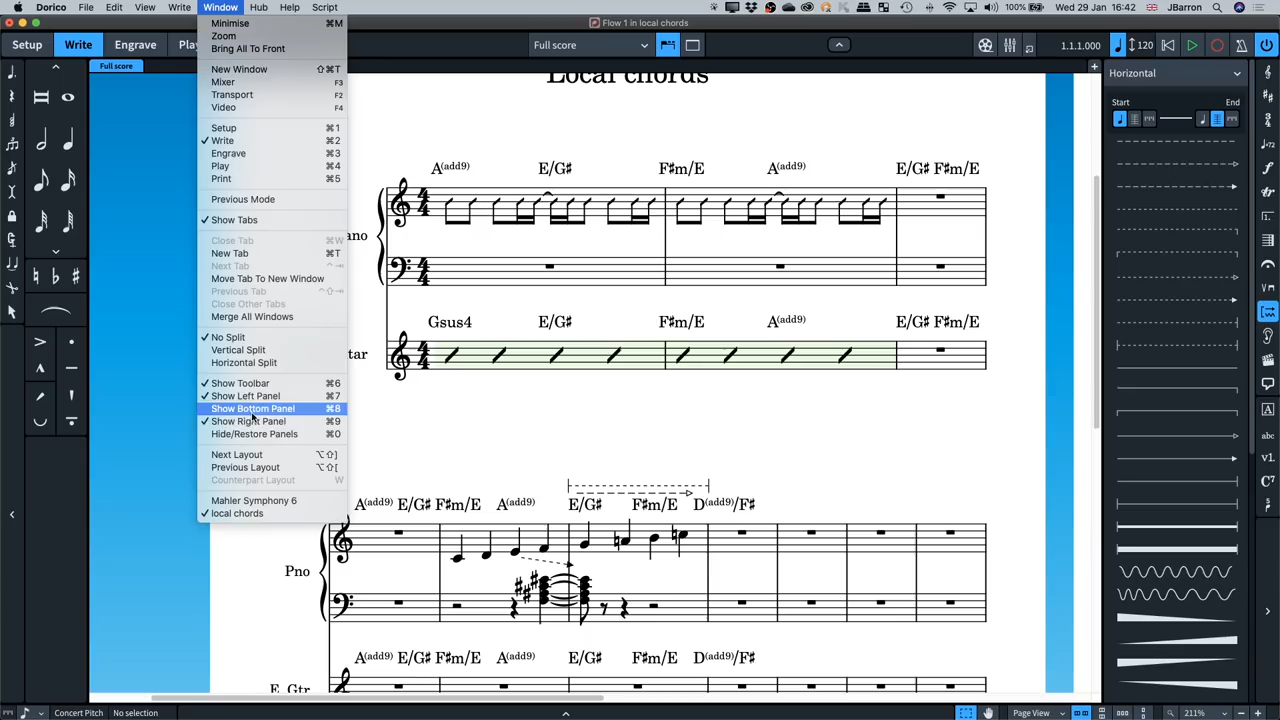 Dorico File Edit View Write Window Hub Help Script 100% Wed 29 Jan 16:42 JBarron
Flow 1 in local chords
Setup Write Engrave Full score 1.1.1.000 120
Full score
Horizontal
Start End
Minimise ⌘M
Zoom
Bring All To Front
New Window ⇧⌘T
Mixer F3
Transport F2
Video F4
Setup ⌘1
✓ Write ⌘2
Engrave ⌘3
Play ⌘4
Print ⌘5
Previous Mode
✓ Show Tabs
Close Tab ⌘W
New Tab ⌘T
Next Tab
Move Tab To New Window
Previous Tab
Close Other Tabs
Merge All Windows
✓ No Split
Vertical Split
Horizontal Split
✓ Show Toolbar ⌘6
✓ Show Left Panel ⌘7
Show Bottom Panel ⌘8
✓ Show Right Panel ⌘9
Hide/Restore Panels ⌘0
Next Layout ⌥⇧]
Previous Layout ⌥⇧[
Counterpart Layout W
Mahler Symphony 6
✓ local chords
Local chords
A(add9) E/G♯ F♯m/E A(add9) E/G♯ F♯m/E
Gsus4 E/G♯ F♯m/E A(add9) E/G♯ F♯m/E
A(add9) E/G♯ F♯m/E A(add9) E/G♯ F♯m/E D(add9)/F♯
Pno
A(add9) E/G♯ F♯m/E A(add9) E/G♯ F♯m/E D(add9)/F♯
E. Gtr
Concert Pitch No selection Page View 211%